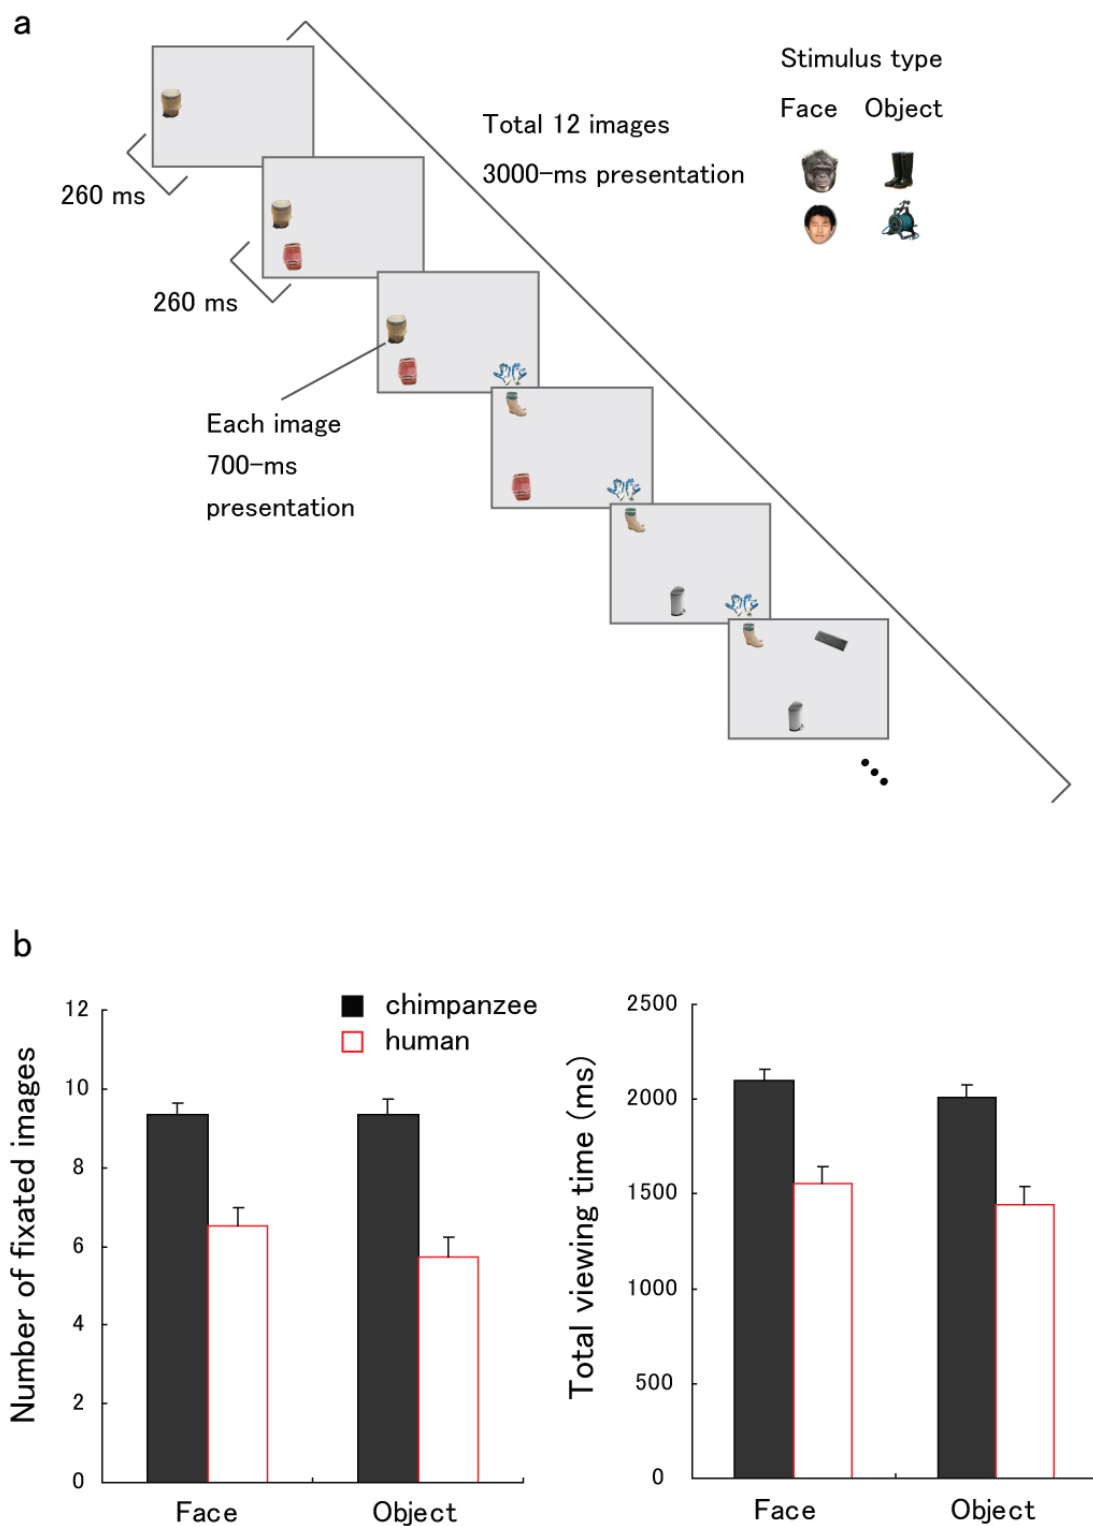 a
Stimulus type
Face Object
Total 12 images
3000-ms presentation
260 ms
260 ms
Each image
700-ms
presentation
b
chimpanzee
human
Number of fixated images
12
10
8
6
4
2
0
Face Object
Total viewing time (ms)
2500
2000
1500
1000
500
0
Face Object